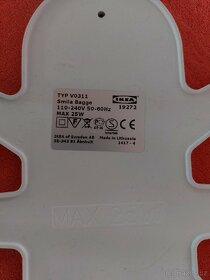 TYP V0311
Smila Bagge
110-240V 50-60Hz
MAX 25W
IKEA
19273
IKEA of Sweden AB
SE-343 81 Älmhult
Made in Lithuania
1417 - 4